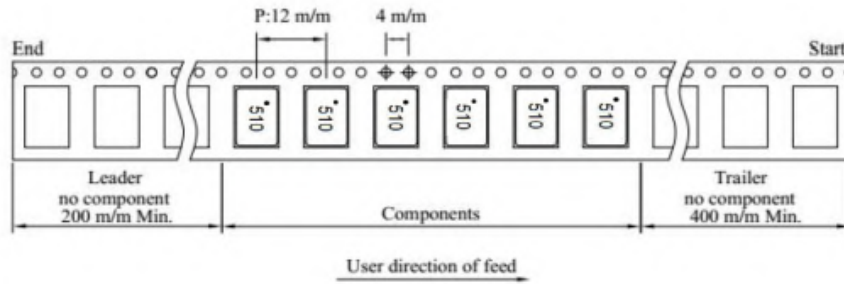 P:12 m/m
4 m/m
End
Start
510
510
510
510
510
510
Leader
no component
200 m/m Min.
Components
Trailer
no component
400 m/m Min.
User direction of feed